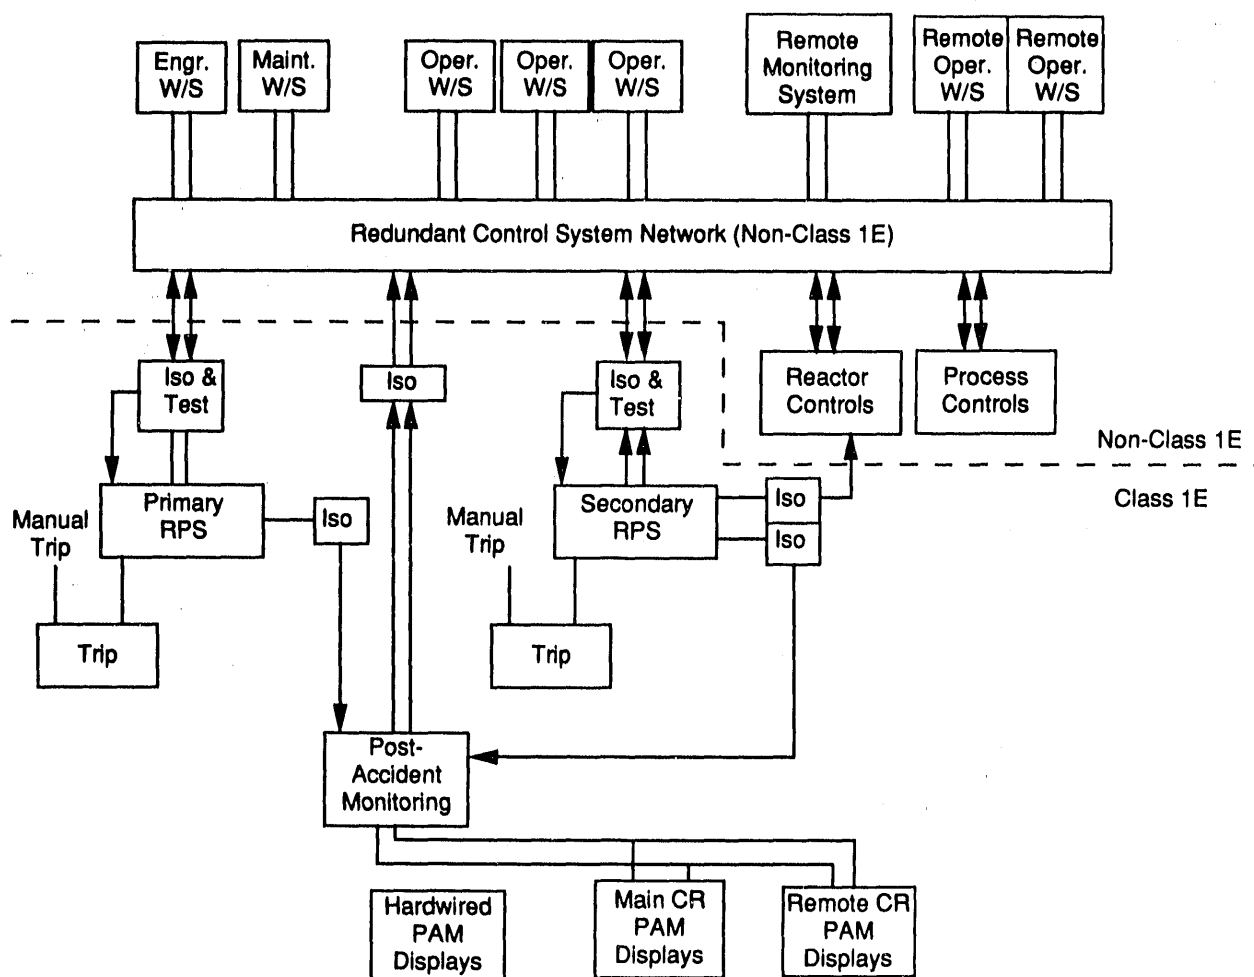 Engr.
W/S
Maint.
W/S
Oper.
W/S
Oper.
W/S
Oper.
W/S
Remote
Monitoring
System
Remote
Oper.
W/S
Remote
Oper.
W/S
Redundant Control System Network (Non-Class 1E)
Iso &
Test
Iso
Iso &
Test
Reactor
Controls
Process
Controls
Non-Class 1E
Class 1E
Manual
Trip
Primary
RPS
Iso
Manual
Trip
Secondary
RPS
Iso
Iso
Trip
Trip
Post-
Accident
Monitoring
Hardwired
PAM
Displays
Main CR
PAM
Displays
Remote CR
PAM
Displays